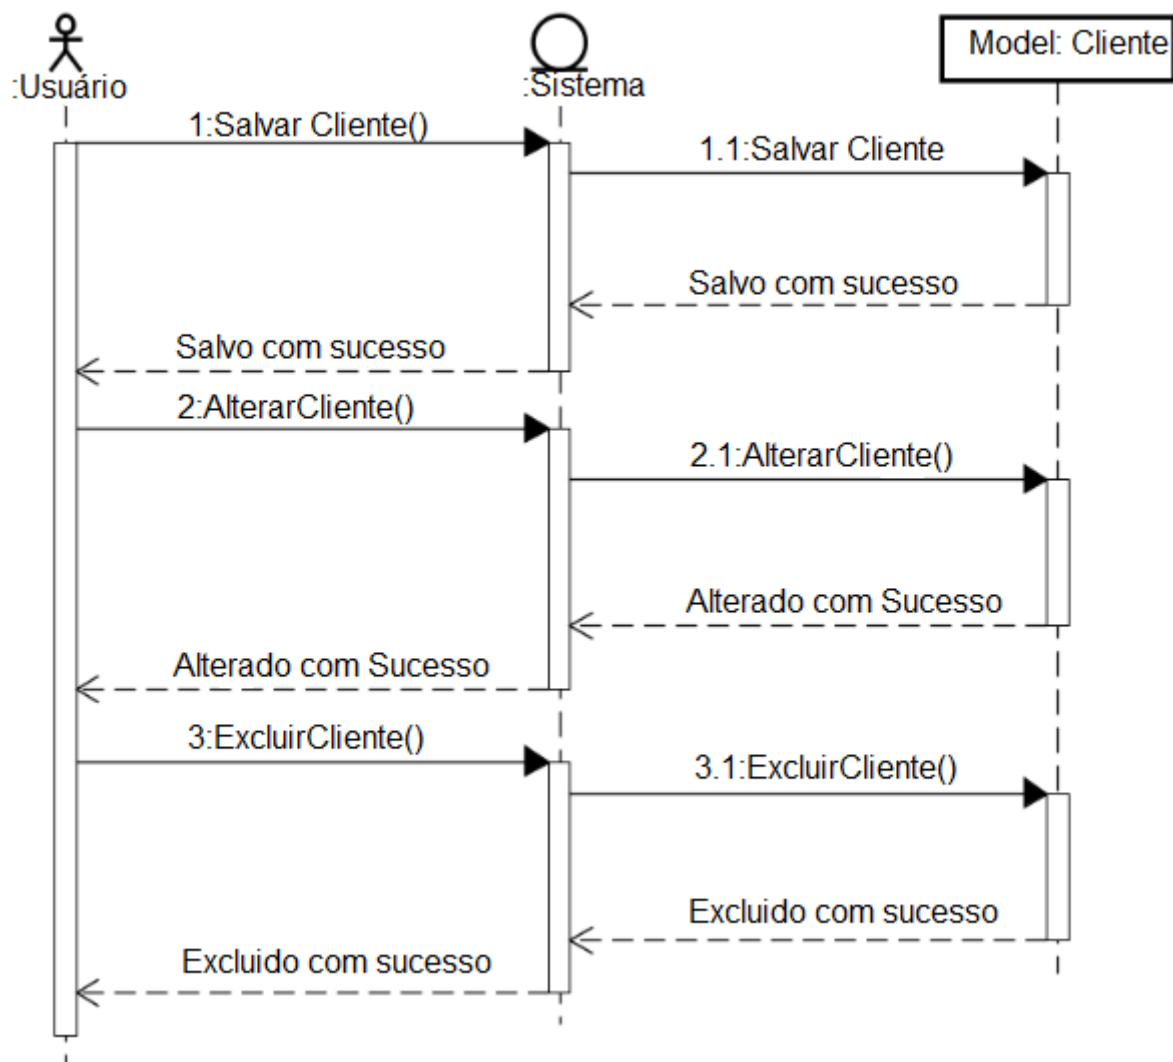 :Usuário
:Sistema
Model: Cliente
1:Salvar Cliente()
1.1:Salvar Cliente
Salvo com sucesso
Salvo com sucesso
2:AlterarCliente()
2.1:AlterarCliente()
Alterado com Sucesso
Alterado com Sucesso
3:ExcluirCliente()
3.1:ExcluirCliente()
Excluido com sucesso
Excluido com sucesso